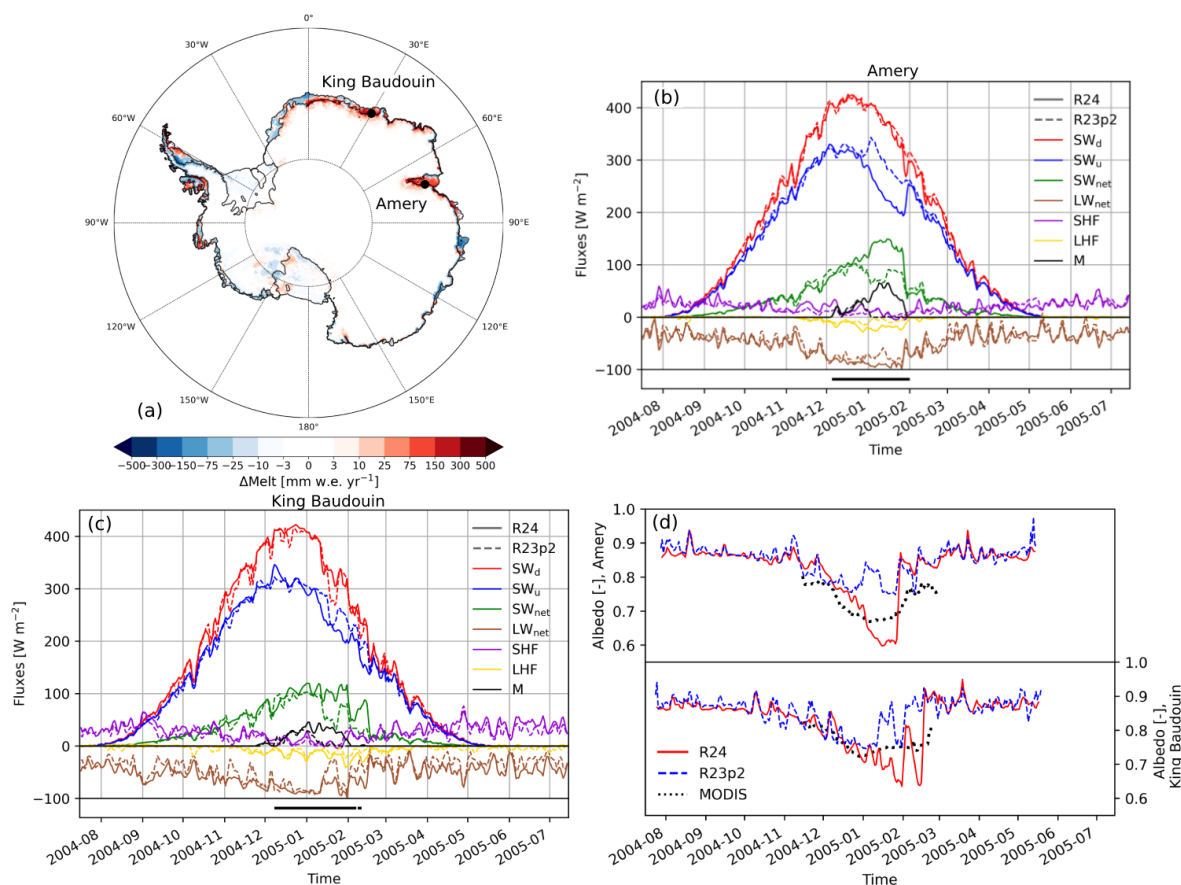 0°
30°W
30°E
King Baudouin
60°W
60°E
Amery
90°W
90°E
120°W
120°E
150°W
150°E
180°
(a)
−500 −300 −150 −75 −25 −10 −3 0 3 10 25 75 150 300 500
ΔMelt [mm w.e. yr⁻¹]
Amery
(b)
R24
R23p2
SW_d
SW_u
SW_net
LW_net
SHF
LHF
M
400
300
200
100
0
−100
Fluxes [W m⁻²]
2004-08 2004-09 2004-10 2004-11 2004-12 2005-01 2005-02 2005-03 2005-04 2005-05 2005-06 2005-07
Time
King Baudouin
(c)
R24
R23p2
SW_d
SW_u
SW_net
LW_net
SHF
LHF
M
400
300
200
100
0
−100
Fluxes [W m⁻²]
2004-08 2004-09 2004-10 2004-11 2004-12 2005-01 2005-02 2005-03 2005-04 2005-05 2005-06 2005-07
Time
(d)
1.0
0.9
0.8
0.7
0.6
Albedo [-], Amery
1.0
0.9
0.8
0.7
0.6
Albedo [-],
King Baudouin
R24
R23p2
MODIS
2004-08 2004-09 2004-10 2004-11 2004-12 2005-01 2005-02 2005-03 2005-04 2005-05 2005-06 2005-07
Time